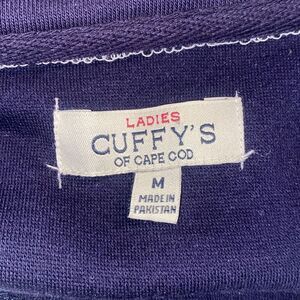 LADIES
CUFFY'S
OF CAPE COD
M
MADE IN
PAKISTAN